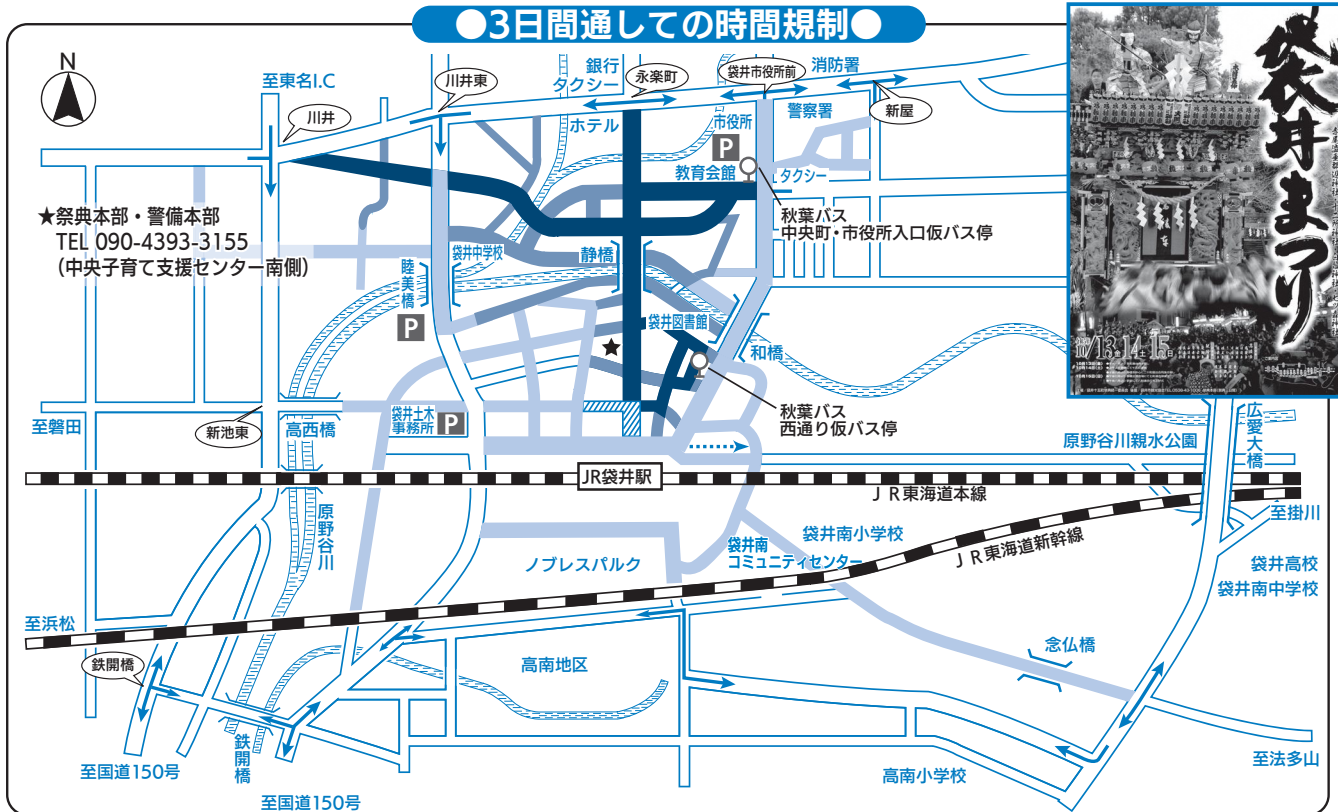 ●3日間通しての時間規制●
N
至東名I.C
川井
川井東
銀行
タクシー
永楽町
袋井市役所前
消防署
新屋
ホテル
市役所
警察署
P
教育会館
タクシー
秋葉バス
中央町・市役所入口仮バス停
★祭典本部・警備本部
TEL 090-4393-3155
(中央子育て支援センター南側)
袋井中学校
静橋
陸美橋
P
袋井図書館
和橋
★
秋葉バス
西通り仮バス停
至磐田
新池東
高西橋
袋井土木
事務所
P
原野谷川親水公園
広愛大橋
JR袋井駅
JR東海道本線
至掛川
原野谷川
袋井南小学校
袋井南
コミュニティセンター
JR東海道新幹線
ノブレスパルク
袋井高校
袋井南中学校
至浜松
鉄開橋
高南地区
念仏橋
鉄開橋
至国道150号
至国道150号
高南小学校
至法多山
袋井まつり
13金14土15日